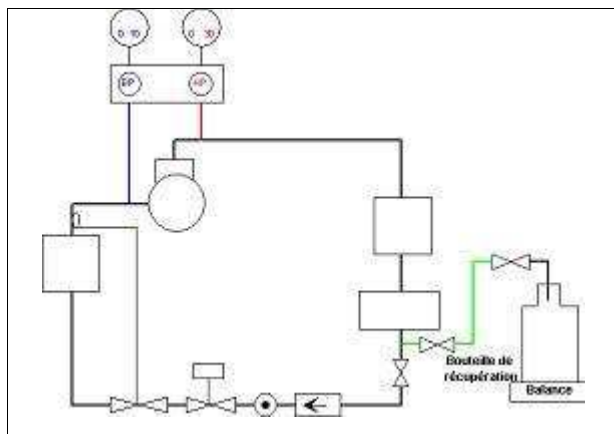 0 10
0 30
BP
HP
Bouteille de
récupération
Balance